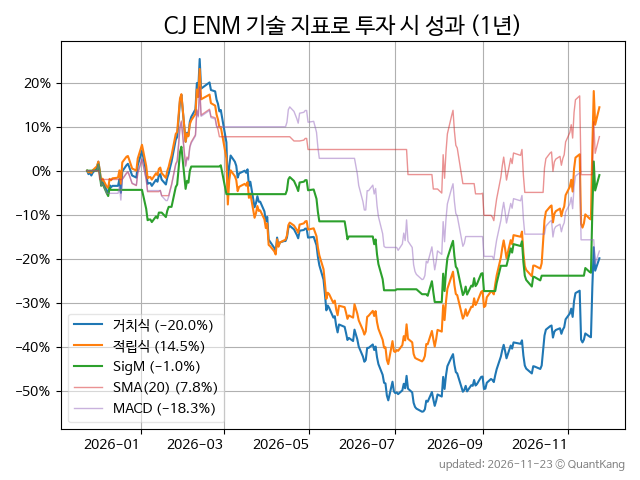 CJ ENM 기술 지표로 투자 시 성과 (1년)
20%
10%
0%
−10%
−20%
−30%
−40%
−50%
거치식 (−20.0%)
적립식 (14.5%)
SigM (−1.0%)
SMA(20) (7.8%)
MACD (−18.3%)
2026-01 2026-03 2026-05 2026-07 2026-09 2026-11
updated: 2026-11-23 ⓒ QuantKang